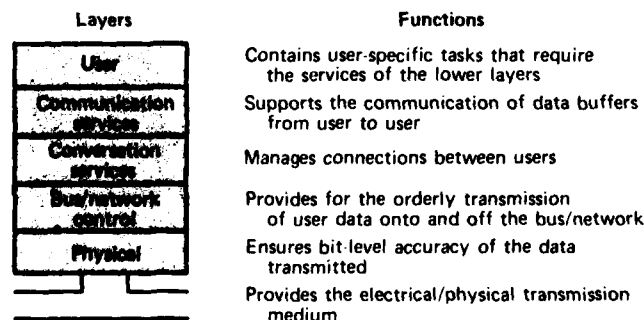 Layers
Functions
User
Contains user-specific tasks that require
the services of the lower layers
Communication
services
Supports the communication of data buffers
from user to user
Conversation
services
Manages connections between users
Bus/network
control
Provides for the orderly transmission
of user data onto and off the bus/network
Physical
Ensures bit-level accuracy of the data
transmitted
Provides the electrical/physical transmission
medium